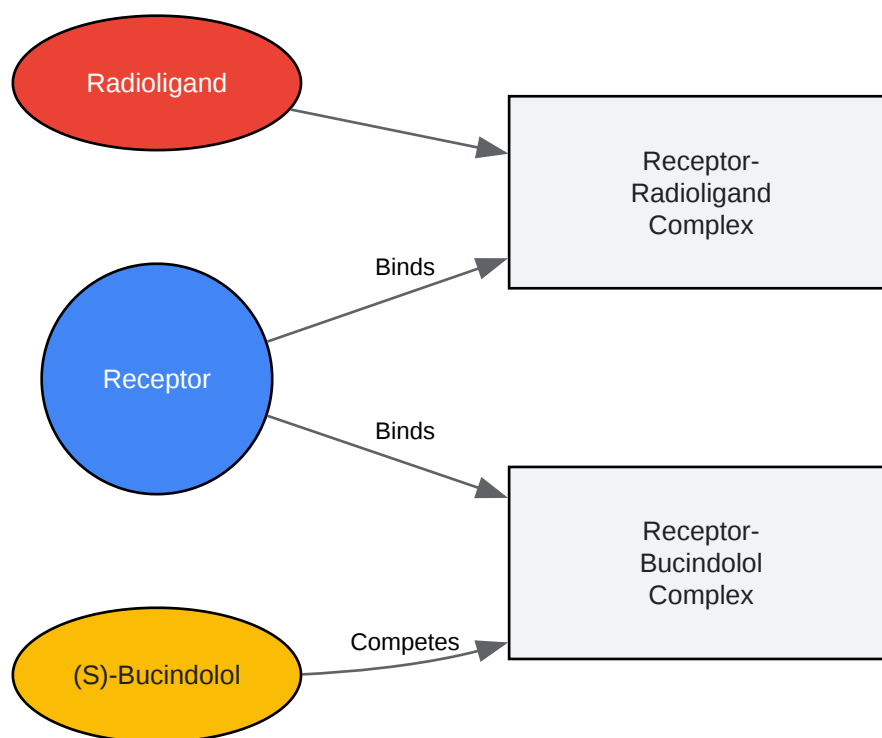 Radioligand
Receptor-
Radioligand
Complex
Binds
Receptor
Binds
Receptor-
Bucindolol
Complex
Competes
(S)-Bucindolol